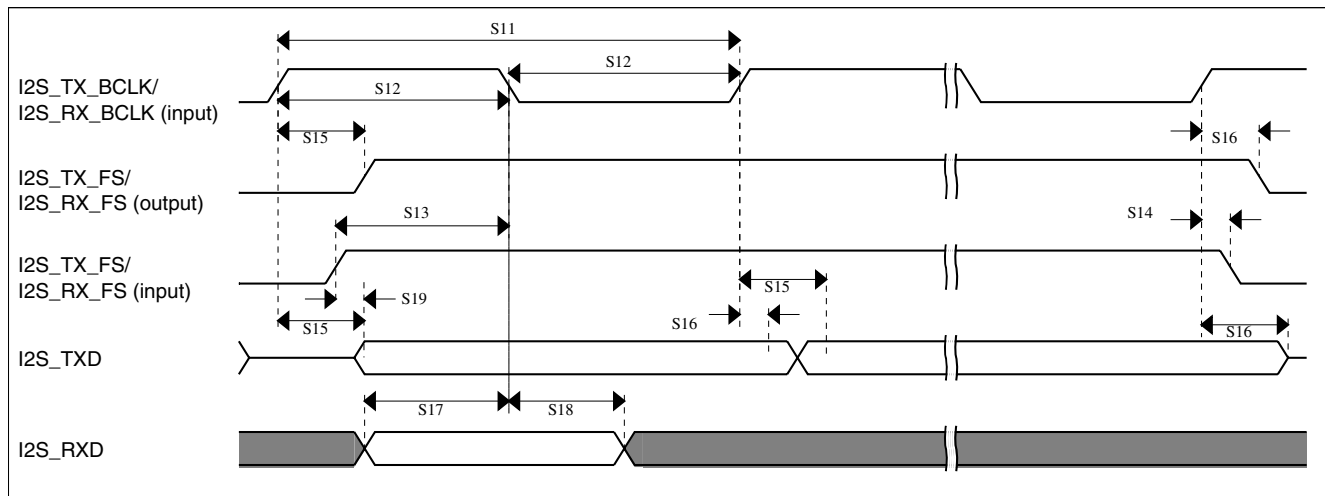 S11
I2S_TX_BCLK/
I2S_RX_BCLK (input)
S12
S12
S15
S16
I2S_TX_FS/
I2S_RX_FS (output)
S13
S14
I2S_TX_FS/
I2S_RX_FS (input)
S15
S19
S15
S16
S16
I2S_TXD
S17
S18
I2S_RXD